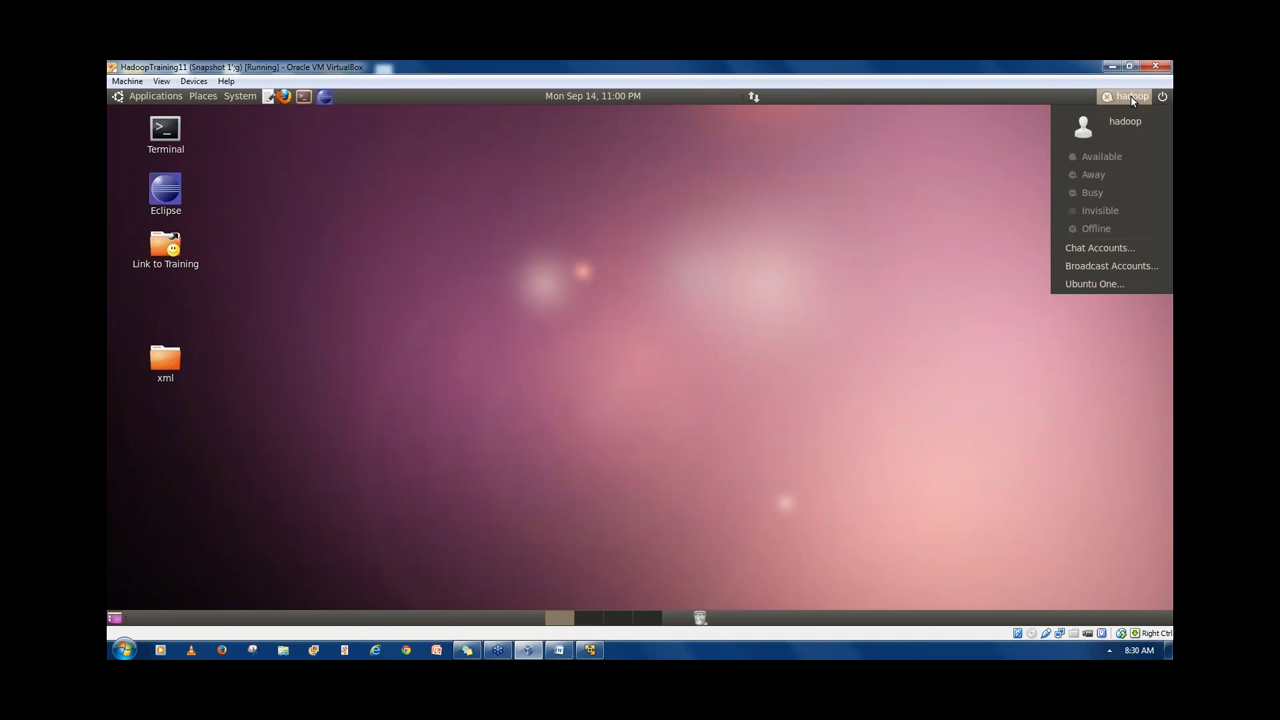 HadoopTraining11 (Snapshot 1';g) [Running] - Oracle VM VirtualBox
Machine View Devices Help
Applications Places System Mon Sep 14, 11:00 PM hadoop
hadoop
Available
Away
Busy
Invisible
Offline
Chat Accounts...
Broadcast Accounts...
Ubuntu One...
Terminal
Eclipse
Link to Training
xml
Right Ctrl
8:30 AM